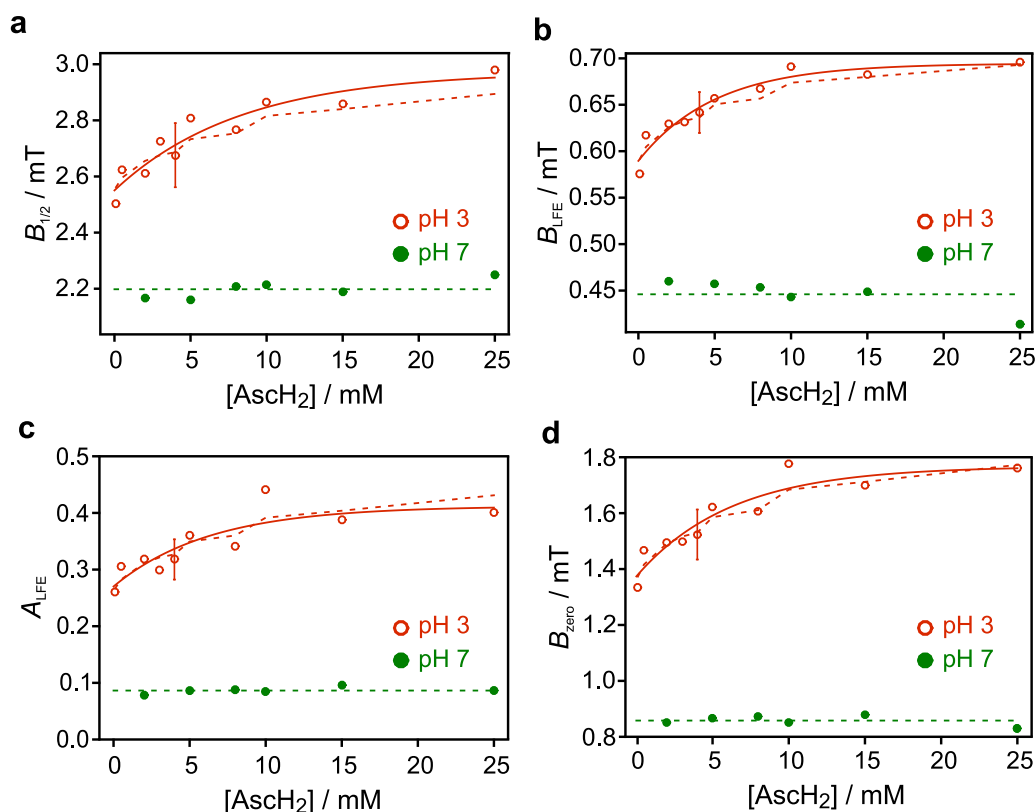 a
3.0
2.8
2.6
2.4
2.2
B1/2 / mT
pH 3
pH 7
0 5 10 15 20 25
[AscH2] / mM
b
0.70
0.65
0.60
0.55
0.50
0.45
BLFE / mT
pH 3
pH 7
0 5 10 15 20 25
[AscH2] / mM
c
0.5
0.4
0.3
0.2
0.1
0.0
ALFE
pH 3
pH 7
0 5 10 15 20 25
[AscH2] / mM
d
1.8
1.6
1.4
1.2
1.0
0.8
Bzero / mT
pH 3
pH 7
0 5 10 15 20 25
[AscH2] / mM